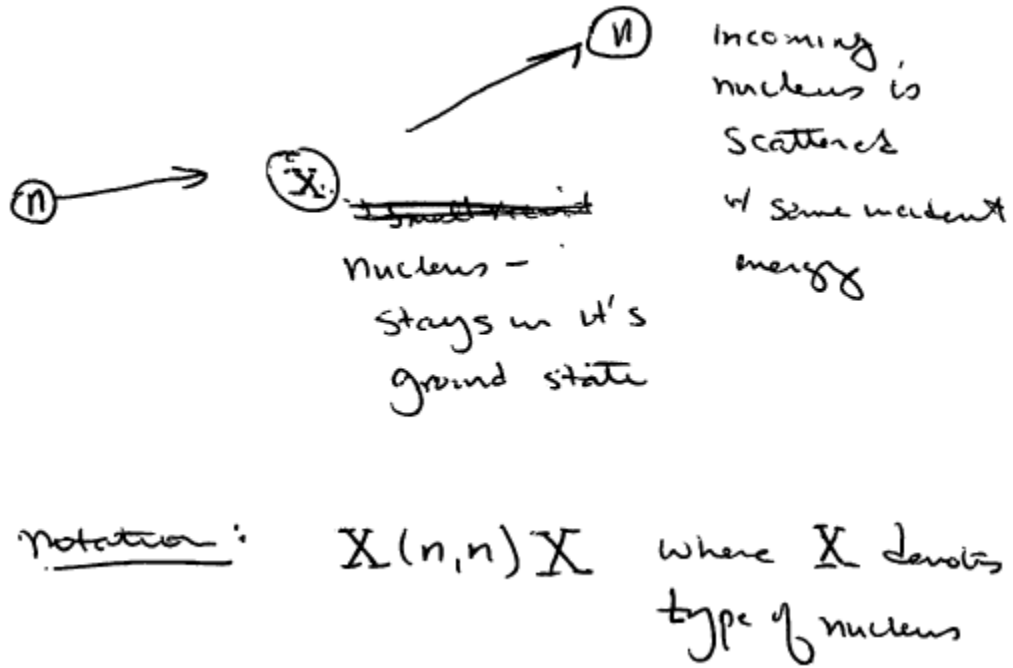 n
incoming
nucleus is
scattered
w/ same incident
energy
n
X
nucleus -
stays in it's
ground state
notation: X(n,n)X where X denotes
type of nucleus